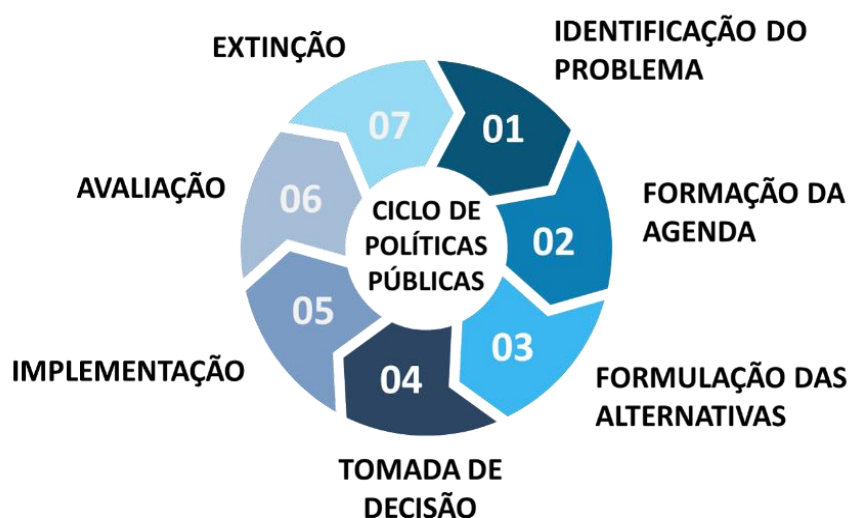 CICLO DE
POLÍTICAS
PÚBLICAS
01
IDENTIFICAÇÃO DO
PROBLEMA
02
FORMAÇÃO DA
AGENDA
03
FORMULAÇÃO DAS
ALTERNATIVAS
04
TOMADA DE
DECISÃO
05
IMPLEMENTAÇÃO
06
AVALIAÇÃO
07
EXTINÇÃO